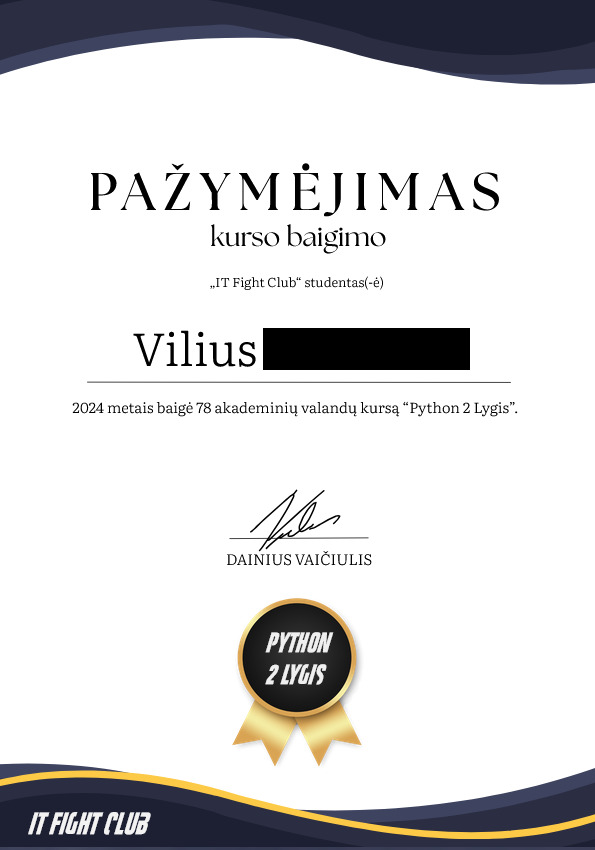 PAŽYMĖJIMAS
kurso baigimo
„IT Fight Club“ studentas(-ė)
Vilius
2024 metais baigė 78 akademinių valandų kursą “Python 2 Lygis”.
DAINIUS VAIČIULIS
PYTHON
2 LYGIS
IT FIGHT CLUB